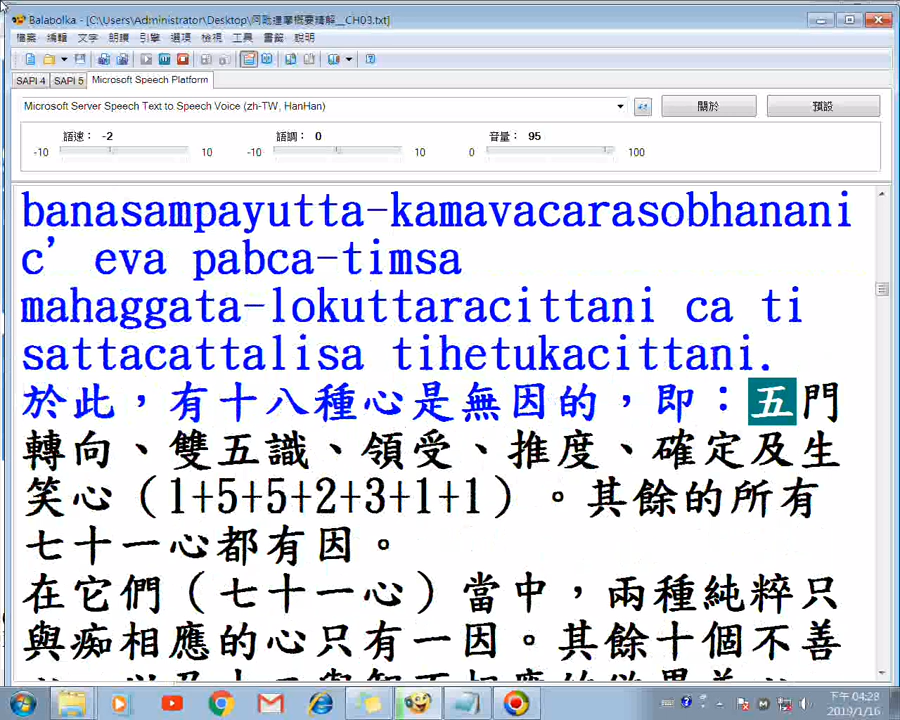 Balabolka - [C:\Users\Administrator\Desktop\阿毗達摩概要精解__CH03.txt]
檔案 編輯 文字 朗讀 引擎 選項 檢視 工具 書籤 說明
SAPI 4 SAPI 5 Microsoft Speech Platform
Microsoft Server Speech Text to Speech Voice (zh-TW, HanHan) 關於 預設
語速： -2 語調： 0 音量： 95
-10 10 -10 10 0 100
banasampayutta-kamavacarasobhanani
c’ eva pabca-timsa
mahaggata-lokuttaracittani ca ti
sattacattalisa tihetukacittani.
於此，有十八種心是無因的，即：五門
轉向、雙五識、領受、推度、確定及生
笑心（1+5+5+2+3+1+1）。其餘的所有
七十一心都有因。
在它們（七十一心）當中，兩種純粹只
與痴相應的心只有一因。其餘十個不善
下午 04:28
2019/1/16